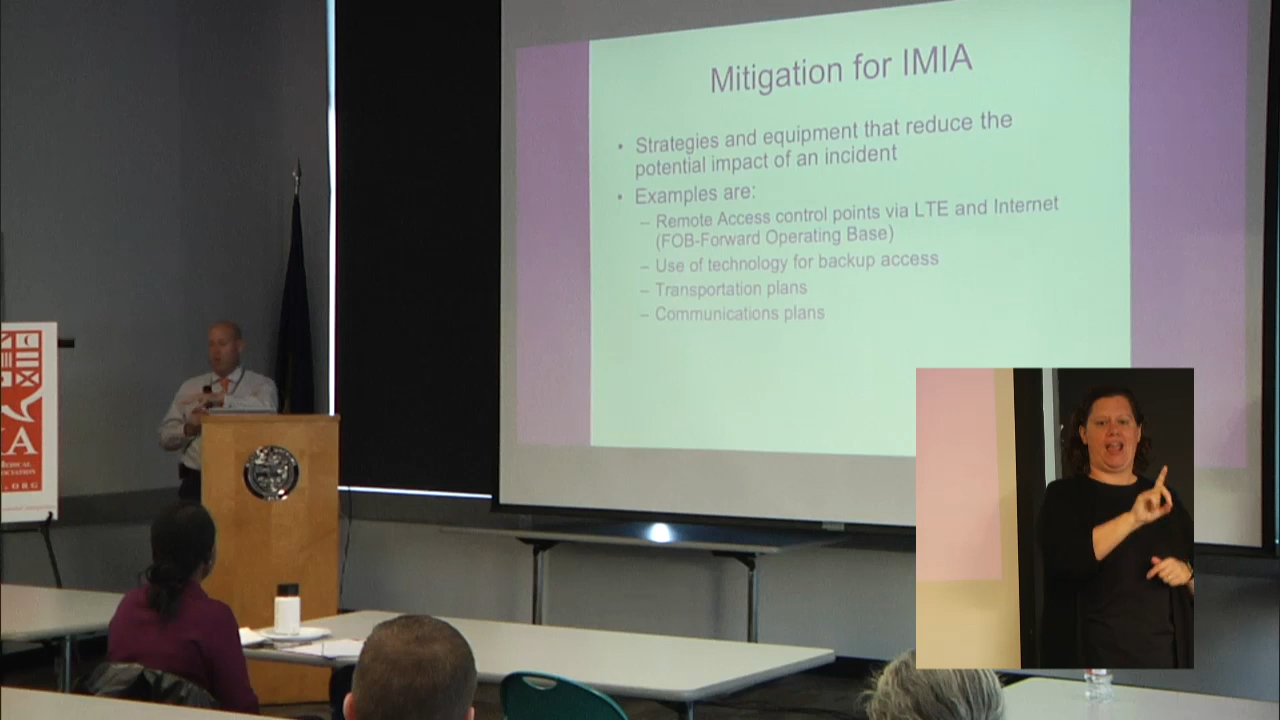 Mitigation for IMIA
• Strategies and equipment that reduce the
potential impact of an incident
• Examples are:
– Remote Access control points via LTE and Internet
(FOB-Forward Operating Base)
– Use of technology for backup access
– Transportation plans
– Communications plans
IA
.ORG